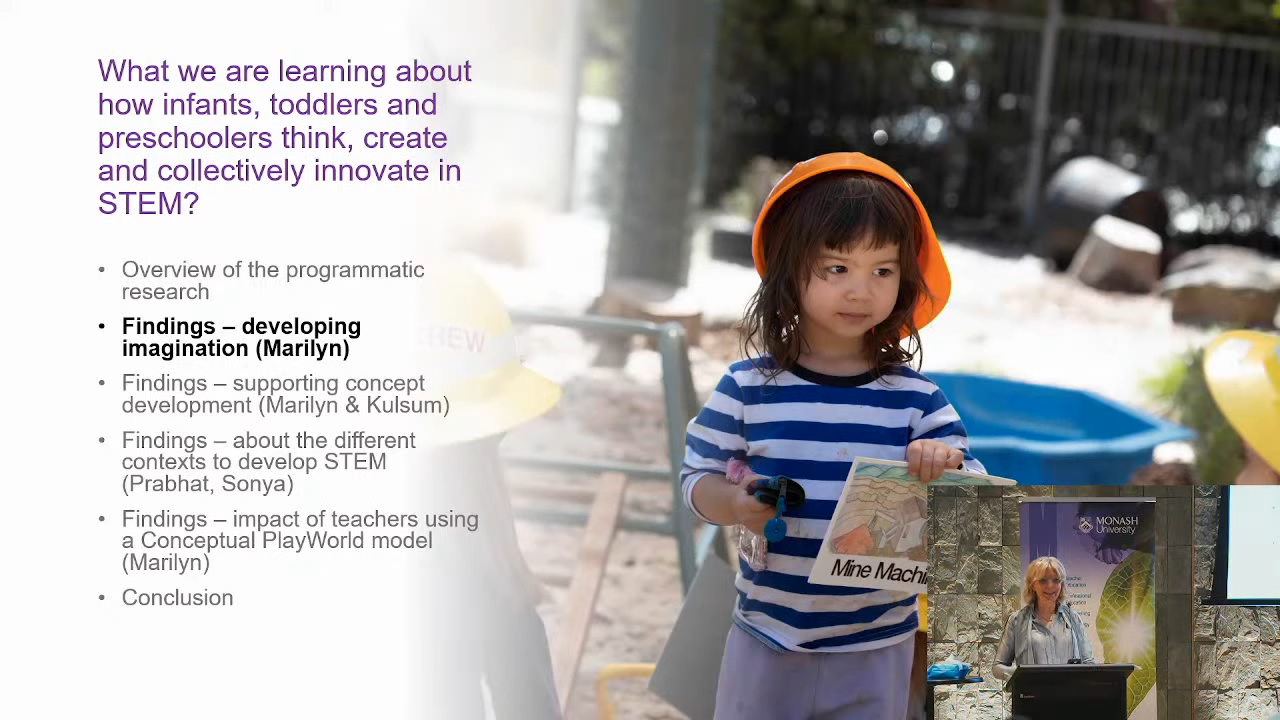 What we are learning about
how infants, toddlers and
preschoolers think, create
and collectively innovate in
STEM?
• Overview of the programmatic
research
• Findings – developing
imagination (Marilyn)
• Findings – supporting concept
development (Marilyn & Kulsum)
• Findings – about the different
contexts to develop STEM
(Prabhat, Sonya)
• Findings – impact of teachers using
a Conceptual PlayWorld model
(Marilyn)
• Conclusion
Mine Machi
MONASH
University